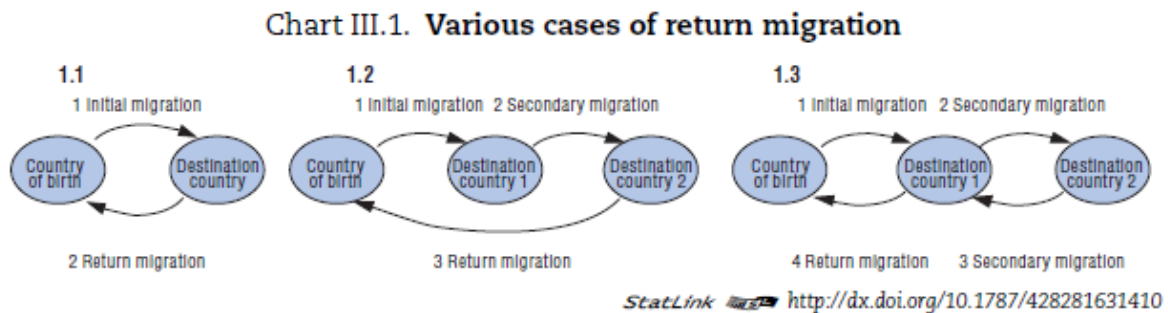 Chart III.1. Various cases of return migration
1.1
1 Initial migration
Country of birth
Destination country
2 Return migration
1.2
1 Initial migration 2 Secondary migration
Country of birth
Destination country 1
Destination country 2
3 Return migration
1.3
1 Initial migration 2 Secondary migration
Country of birth
Destination country 1
Destination country 2
4 Return migration 3 Secondary migration
StatLink http://dx.doi.org/10.1787/428281631410